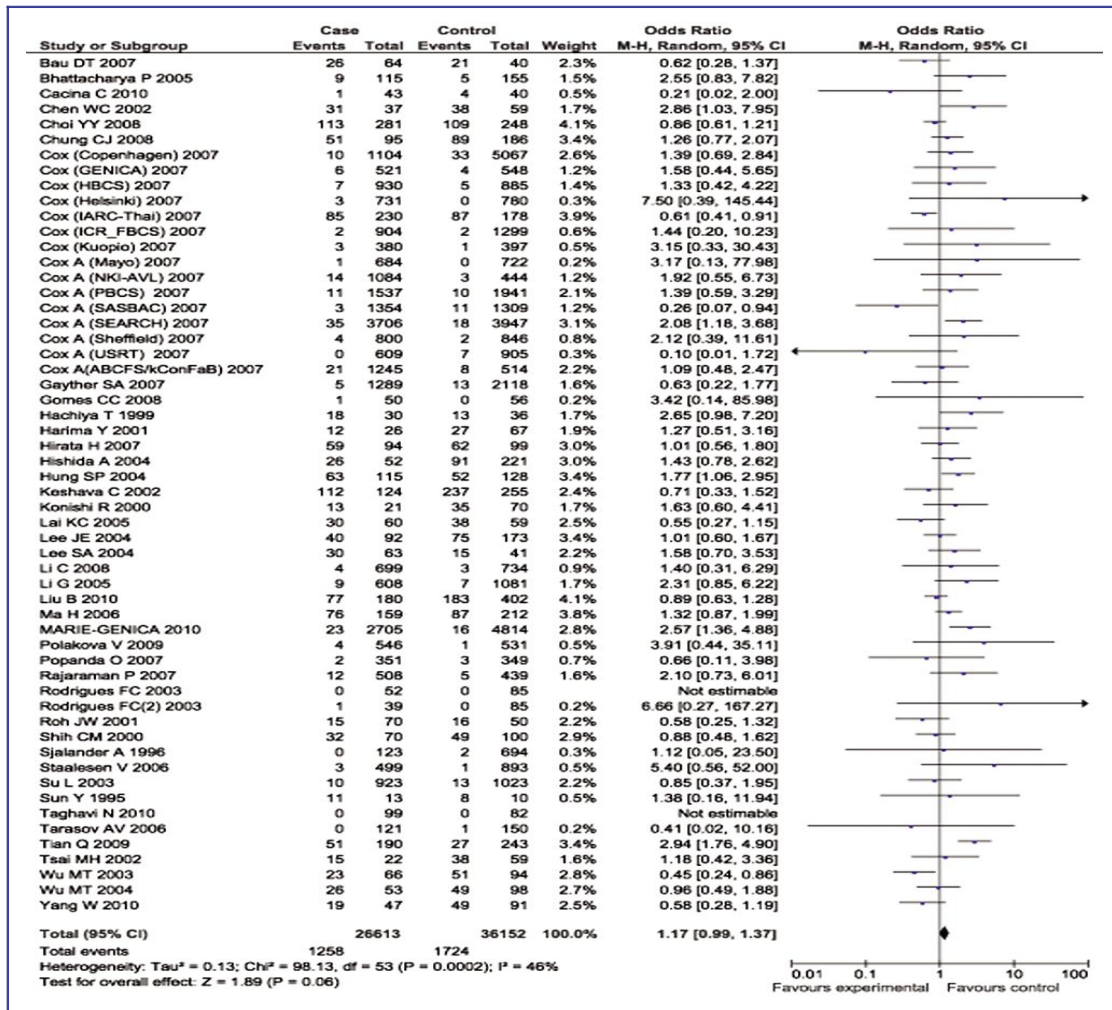 Case Control Odds Ratio Odds Ratio
Study or Subgroup Events Total Events Total Weight M-H, Random, 95% CI M-H, Random, 95% CI
Bau DT 2007 26 64 21 40 2.3% 0.62 [0.28, 1.37]
Bhattacharya P 2005 9 115 5 155 1.5% 2.55 [0.83, 7.82]
Cacina C 2010 1 43 4 40 0.5% 0.21 [0.02, 2.00]
Chen WC 2002 31 37 38 59 1.7% 2.86 [1.03, 7.95]
Choi YY 2008 113 281 109 248 4.1% 0.86 [0.61, 1.21]
Chung CJ 2008 51 95 89 186 3.4% 1.26 [0.77, 2.07]
Cox (Copenhagen) 2007 10 1104 33 5067 2.6% 1.39 [0.69, 2.84]
Cox (GENICA) 2007 6 521 4 548 1.2% 1.58 [0.44, 5.65]
Cox (HBCS) 2007 7 930 5 885 1.4% 1.33 [0.42, 4.22]
Cox (Helsinki) 2007 3 731 0 780 0.3% 7.50 [0.39, 145.44]
Cox (IARC-Thai) 2007 85 230 87 178 3.9% 0.61 [0.41, 0.91]
Cox (ICR_FBCS) 2007 2 904 2 1299 0.6% 1.44 [0.20, 10.23]
Cox (Kuopio) 2007 3 380 1 397 0.5% 3.15 [0.33, 30.43]
Cox A (Mayo) 2007 1 684 0 722 0.2% 3.17 [0.13, 77.98]
Cox A (NKI-AVL) 2007 14 1084 3 444 1.2% 1.92 [0.55, 6.73]
Cox A (PBCS) 2007 11 1537 10 1941 2.1% 1.39 [0.59, 3.29]
Cox A (SASBAC) 2007 3 1354 11 1309 1.2% 0.26 [0.07, 0.94]
Cox A (SEARCH) 2007 35 3706 18 3947 3.1% 2.08 [1.18, 3.68]
Cox A (Sheffield) 2007 4 800 2 846 0.8% 2.12 [0.39, 11.61]
Cox A (USRT) 2007 0 609 7 905 0.3% 0.10 [0.01, 1.72]
Cox A(ABCFS/kConFaB) 2007 21 1245 8 514 2.2% 1.09 [0.48, 2.47]
Gayther SA 2007 5 1289 13 2118 1.6% 0.63 [0.22, 1.77]
Gomes CC 2008 1 50 0 56 0.2% 3.42 [0.14, 85.98]
Hachiya T 1999 18 30 13 36 1.7% 2.65 [0.98, 7.20]
Harima Y 2001 12 26 27 67 1.9% 1.27 [0.51, 3.16]
Hirata H 2007 59 94 62 99 3.0% 1.01 [0.56, 1.80]
Hishida A 2004 26 52 91 221 3.0% 1.43 [0.78, 2.62]
Hung SP 2004 63 115 52 128 3.4% 1.77 [1.06, 2.95]
Keshava C 2002 112 124 237 255 2.4% 0.71 [0.33, 1.52]
Konishi R 2000 13 21 35 70 1.7% 1.63 [0.60, 4.41]
Lai KC 2005 30 60 38 59 2.5% 0.55 [0.27, 1.15]
Lee JE 2004 40 92 75 173 3.4% 1.01 [0.60, 1.67]
Lee SA 2004 30 63 15 41 2.2% 1.58 [0.70, 3.53]
Li C 2008 4 699 3 734 0.9% 1.40 [0.31, 6.29]
Li G 2005 9 608 7 1081 1.7% 2.31 [0.85, 6.22]
Liu B 2010 77 180 183 402 4.1% 0.89 [0.63, 1.28]
Ma H 2006 76 159 87 212 3.8% 1.32 [0.87, 1.99]
MARIE-GENICA 2010 23 2705 16 4814 2.8% 2.57 [1.36, 4.88]
Polakova V 2009 4 546 1 531 0.5% 3.91 [0.44, 35.11]
Popanda O 2007 2 351 3 349 0.7% 0.66 [0.11, 3.98]
Rajaraman P 2007 12 508 5 439 1.6% 2.10 [0.73, 6.01]
Rodrigues FC 2003 0 52 0 85 Not estimable
Rodrigues FC(2) 2003 1 39 0 85 0.2% 6.66 [0.27, 167.27]
Roh JW 2001 15 70 16 50 2.2% 0.58 [0.25, 1.32]
Shih CM 2000 32 70 49 100 2.9% 0.88 [0.48, 1.62]
Sjalander A 1996 0 123 2 694 0.3% 1.12 [0.05, 23.50]
Staalesen V 2006 3 499 1 893 0.5% 5.40 [0.56, 52.00]
Su L 2003 10 923 13 1023 2.2% 0.85 [0.37, 1.95]
Sun Y 1995 11 13 8 10 0.5% 1.38 [0.16, 11.94]
Taghavi N 2010 0 99 0 82 Not estimable
Tarasov AV 2006 0 121 1 150 0.2% 0.41 [0.02, 10.16]
Tian Q 2009 51 190 27 243 3.4% 2.94 [1.76, 4.90]
Tsai MH 2002 15 22 38 59 1.6% 1.18 [0.42, 3.36]
Wu MT 2003 23 66 51 94 2.7% 0.45 [0.24, 0.86]
Wu MT 2004 26 53 49 98 2.7% 0.96 [0.49, 1.88]
Yang W 2010 19 47 49 91 2.5% 0.58 [0.28, 1.19]
Total (95% CI) 26613 36152 100.0% 1.17 [0.99, 1.37]
Total events 1258 1724
Heterogeneity: Tau² = 0.13; Chi² = 98.13, df = 53 (P = 0.0002); I² = 46%
Test for overall effect: Z = 1.89 (P = 0.06)
0.01 0.1 1 10 100
Favours experimental Favours control